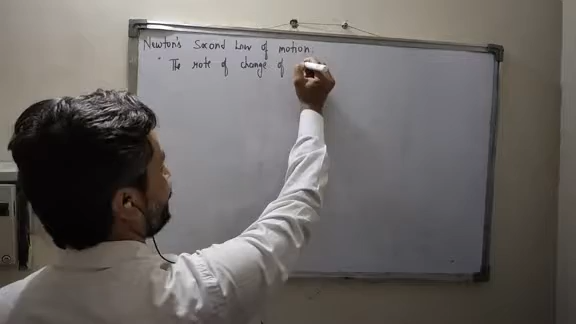 Newton's Second Law of motion:
" The rate of change of